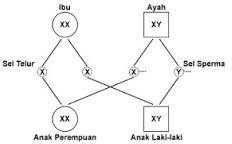 Ibu Ayah
XX XY
Sel Telur Sel Sperma
X X X Y
XX XY
Anak Perempuan Anak Laki-laki